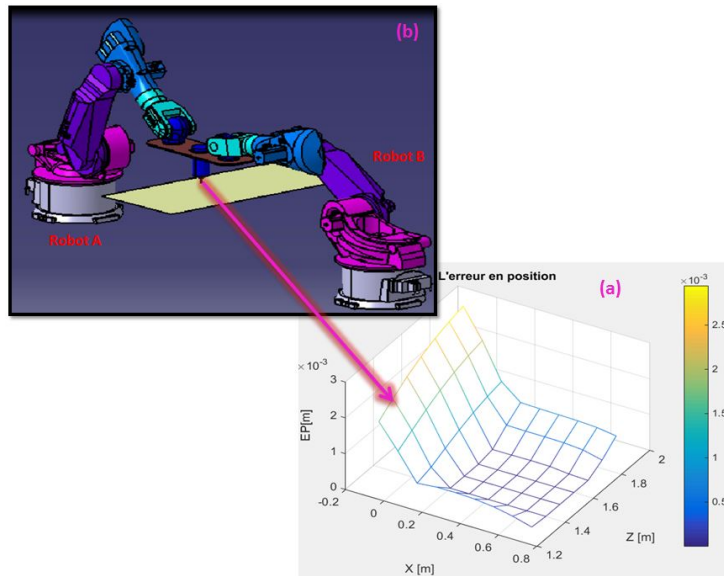 (b)
Robot B
Robot A
L'erreur en position
(a)
×10⁻³
×10⁻³
3
2
1
0
EP[m]
-0.2
0
0.2
0.4
0.6
0.8
X [m]
1.2
1.4
1.6
1.8
2
Z [m]
2.5
2
1.5
1
0.5